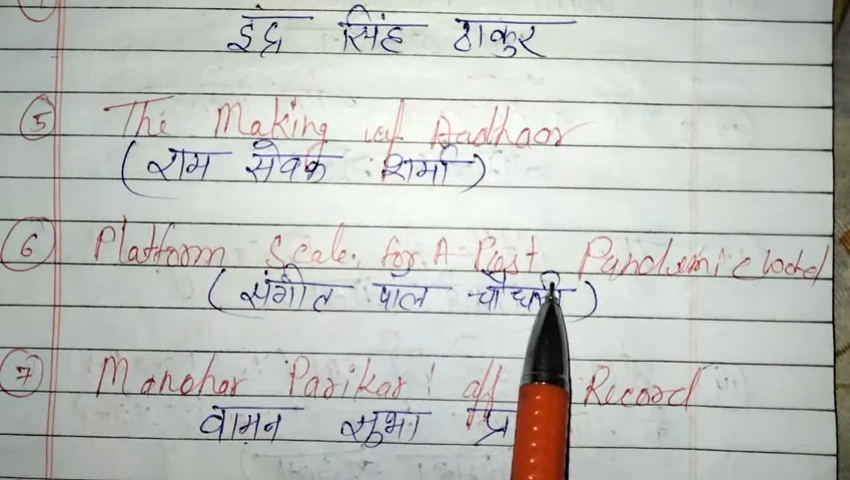 इंद्र सिंह ठाकुर
5 The Making of Aadhaar
(राम सेवक शर्मा)
6 Platform Scale for A Post Pandemic World
(संगीत पॉल चौधरी)
7 Manohar Parikar: off Record
वामन सुभा प्र